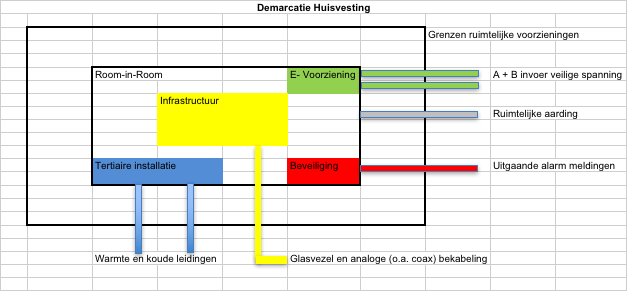 Demarcatie Huisvesting
Grenzen ruimtelijke voorzieningen
Room-in-Room
E- Voorziening
A + B invoer veilige spanning
Infrastructuur
Ruimtelijke aarding
Tertiaire installatie
Beveiliging
Uitgaande alarm meldingen
Warmte en koude leidingen
Glasvezel en analoge (o.a. coax) bekabeling